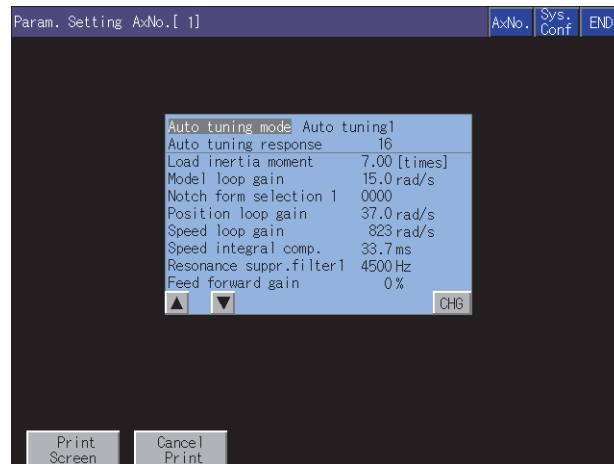 Param. Setting AxNo.[ 1]
AxNo.
Sys.
Conf
END
Auto tuning mode Auto tuning1
Auto tuning response 16
Load inertia moment 7.00 [times]
Model loop gain 15.0 rad/s
Notch form selection 1 0000
Position loop gain 37.0 rad/s
Speed loop gain 823 rad/s
Speed integral comp. 33.7 ms
Resonance suppr.filter1 4500 Hz
Feed forward gain 0 %
▲ ▼ CHG
Print
Screen
Cancel
Print